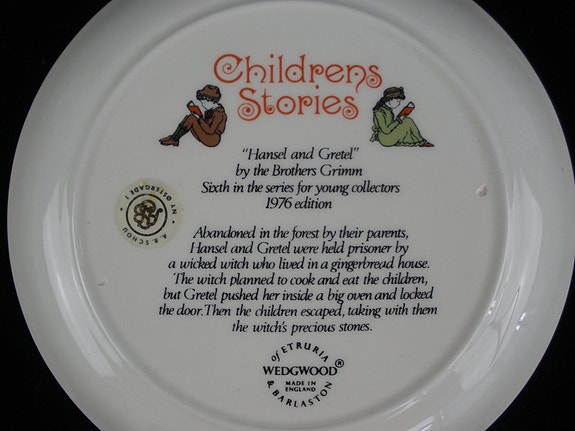 Childrens
Stories
"Hansel and Gretel"
by the Brothers Grimm
Sixth in the series for young collectors
1976 edition
Abandoned in the forest by their parents,
Hansel and Gretel were held prisoner by
a wicked witch who lived in a gingerbread house.
The witch planned to cook and eat the children,
but Gretel pushed her inside a big oven and locked
the door. Then the children escaped, taking with them
the witch's precious stones.
of ETRURIA
WEDGWOOD®
MADE IN
ENGLAND
& BARLASTON
A·B·SCHOU · NY ØSTERGADE 1 ·